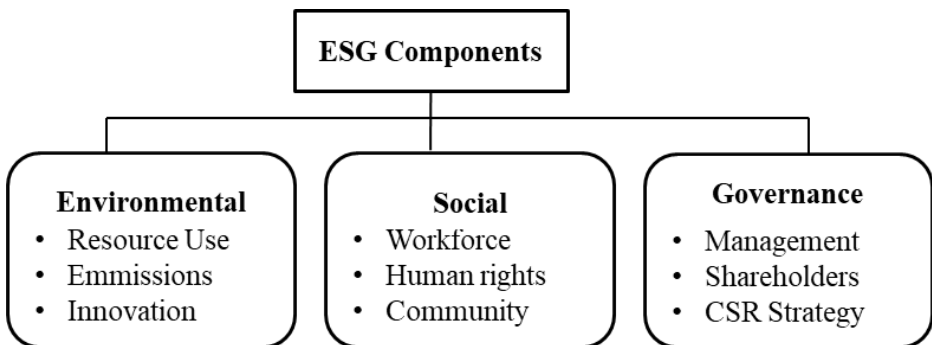 ESG Components
Environmental
• Resource Use
• Emmissions
• Innovation
Social
• Workforce
• Human rights
• Community
Governance
• Management
• Shareholders
• CSR Strategy